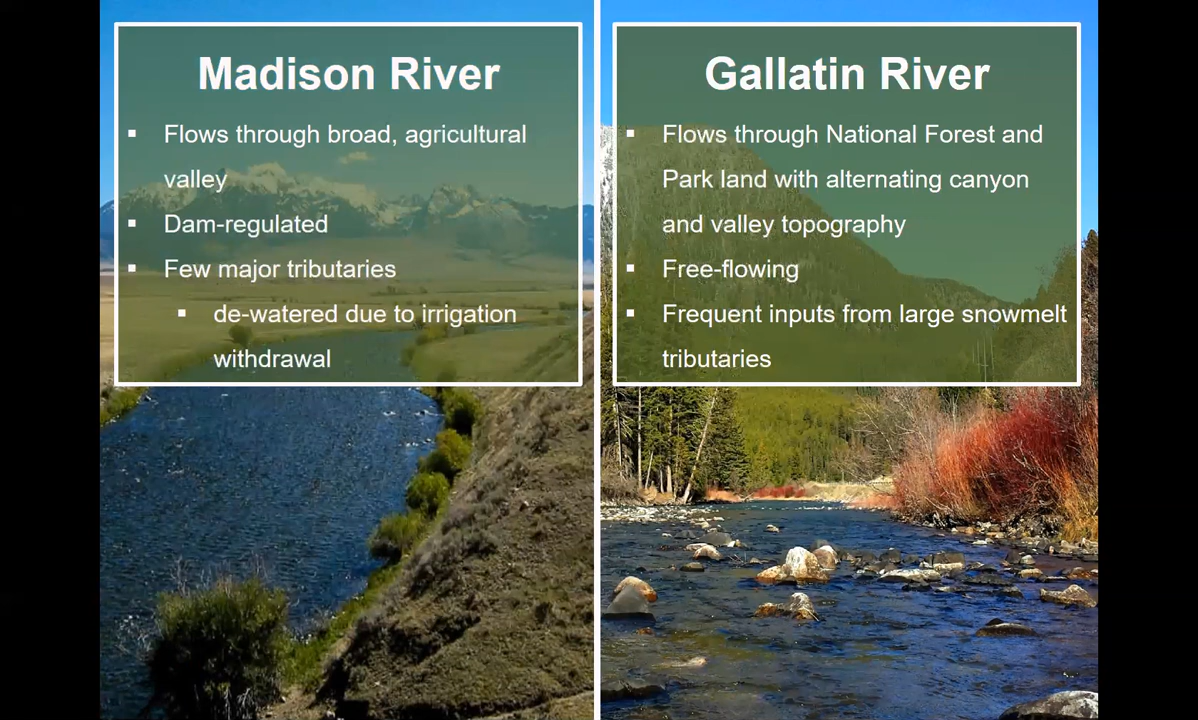 Madison River
▪ Flows through broad, agricultural
valley
▪ Dam-regulated
▪ Few major tributaries
▪ de-watered due to irrigation
withdrawal
Gallatin River
▪ Flows through National Forest and
Park land with alternating canyon
and valley topography
▪ Free-flowing
▪ Frequent inputs from large snowmelt
tributaries